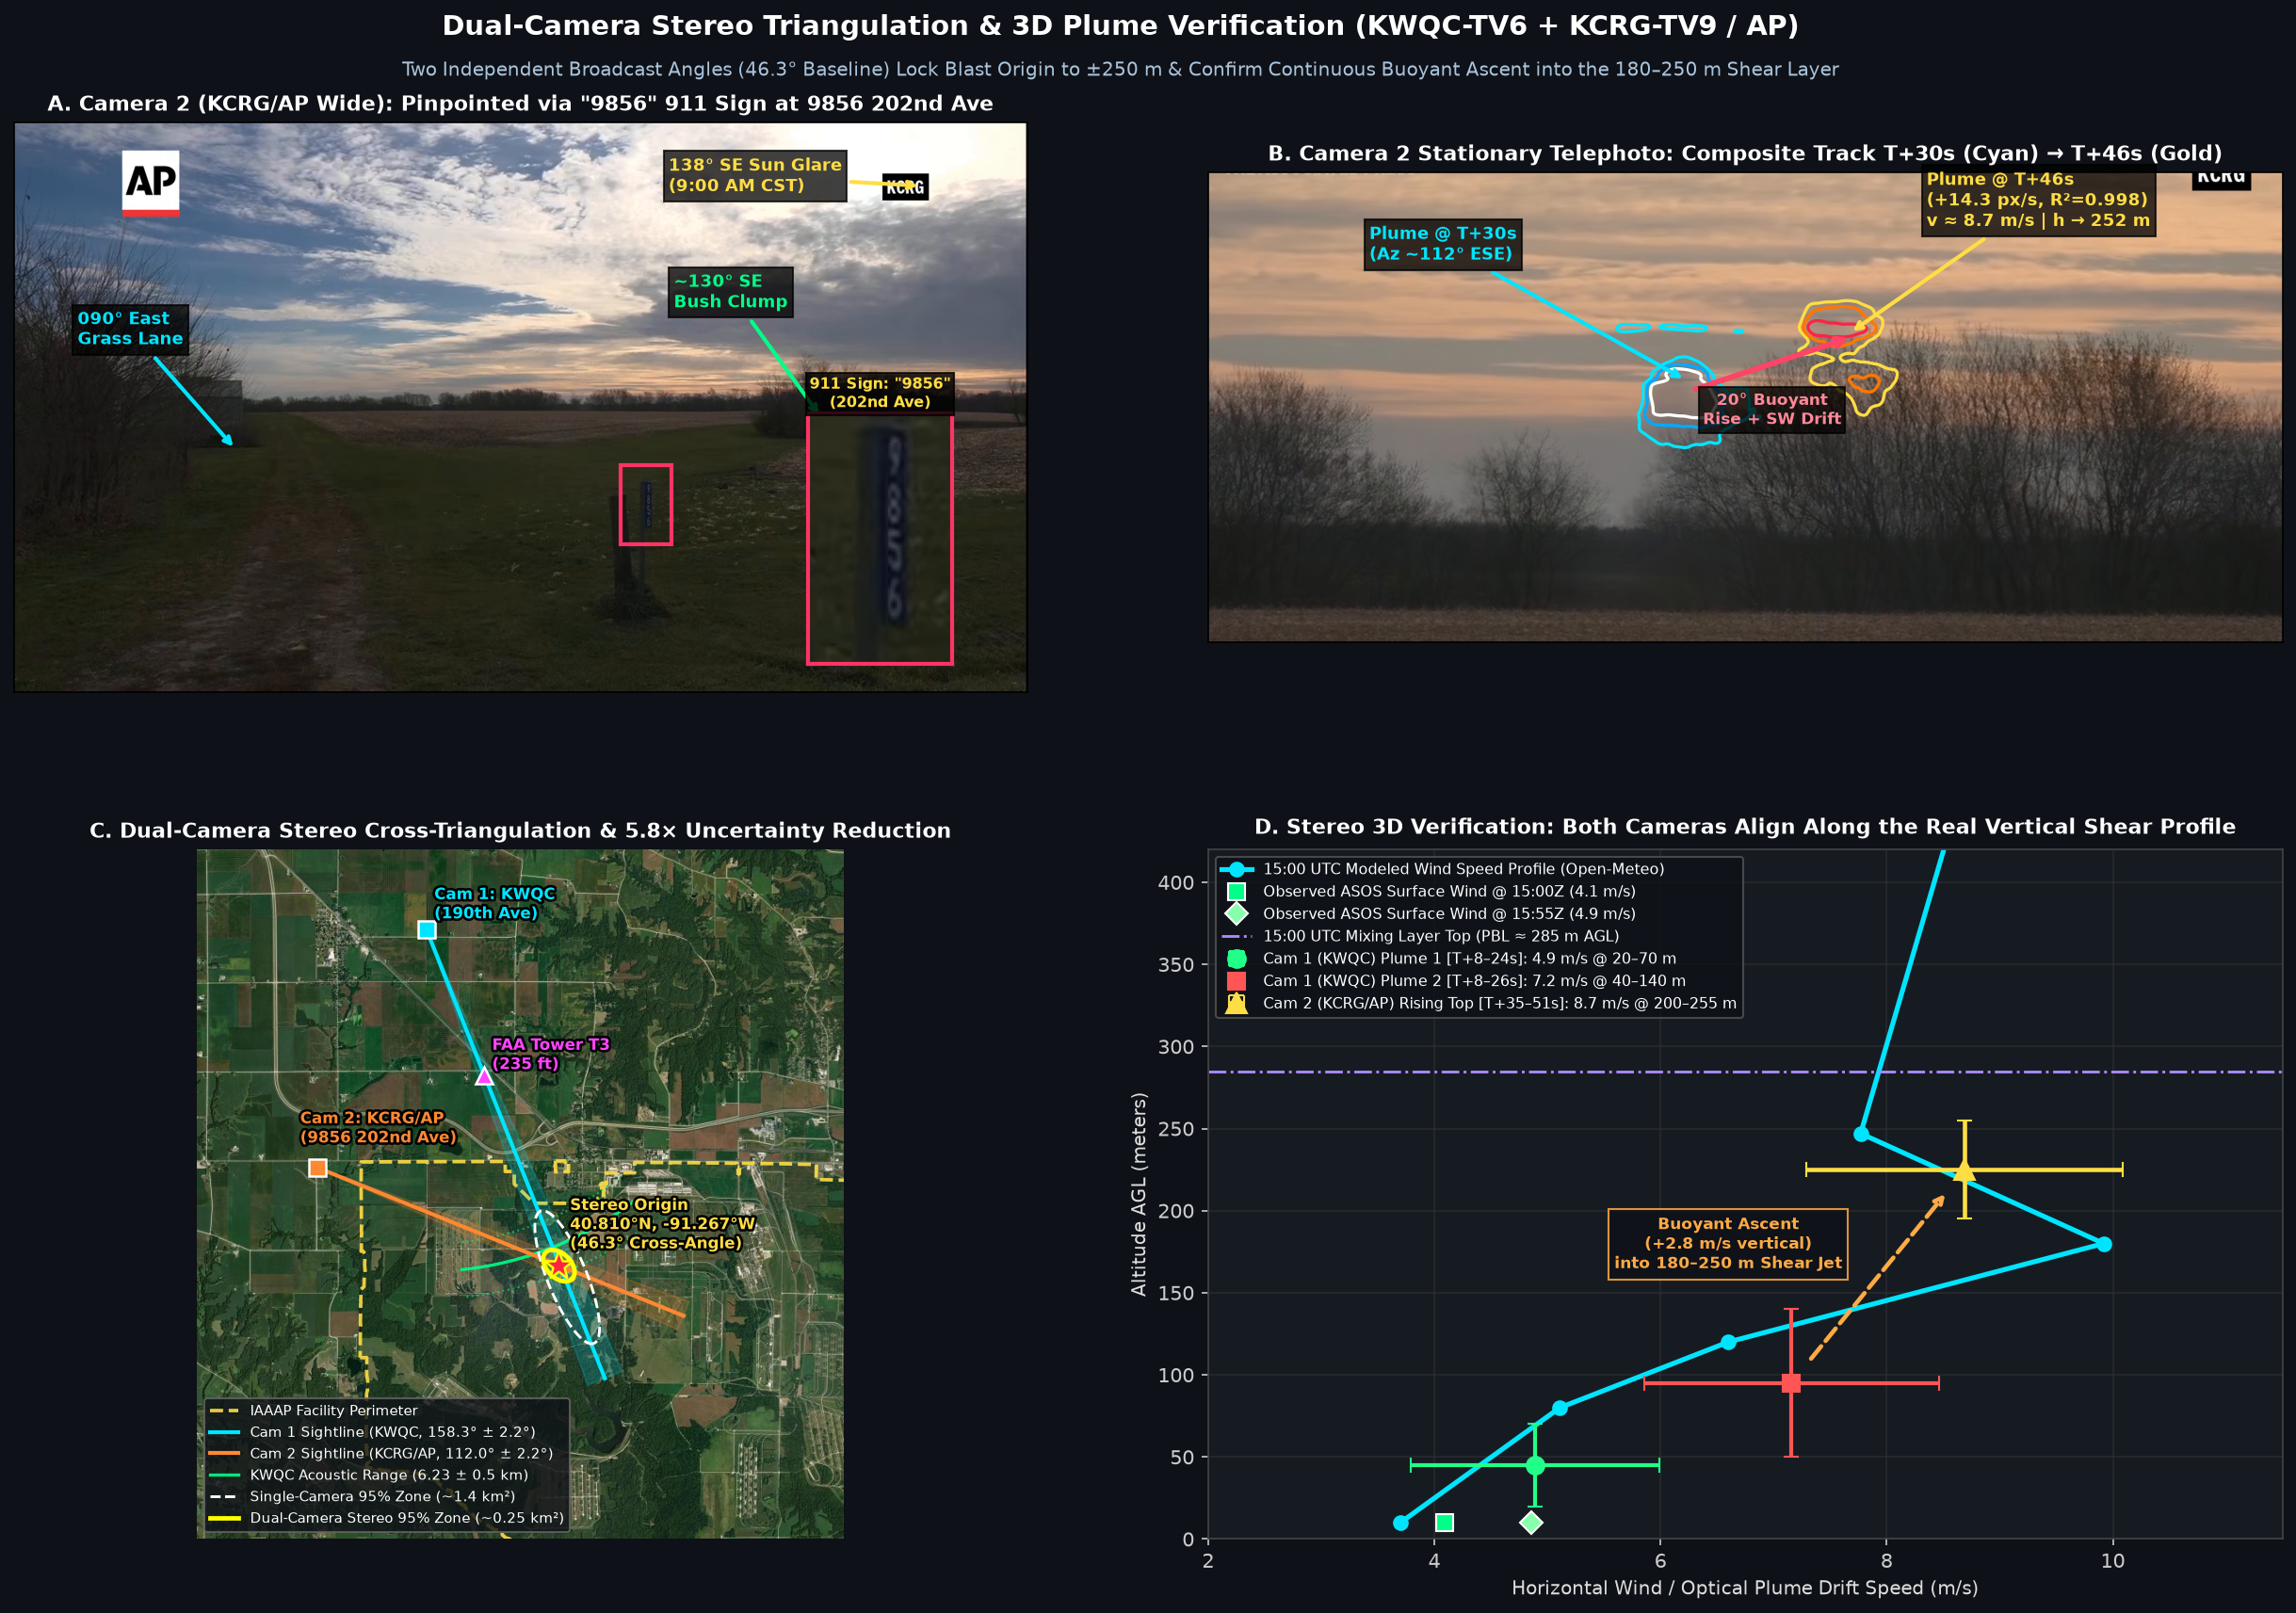 Dual-Camera Stereo Triangulation & 3D Plume Verification (KWQC-TV6 + KCRG-TV9 / AP)
Two Independent Broadcast Angles (46.3° Baseline) Lock Blast Origin to ±250 m & Confirm Continuous Buoyant Ascent into the 180–250 m Shear Layer
A. Camera 2 (KCRG/AP Wide): Pinpointed via "9856" 911 Sign at 9856 202nd Ave
AP
138° SE Sun Glare
(9:00 AM CST)
KCRG
~130° SE
Bush Clump
090° East
Grass Lane
911 Sign: "9856"
(202nd Ave)
9856
9856
B. Camera 2 Stationary Telephoto: Composite Track T+30s (Cyan) → T+46s (Gold)
KCRG
Plume @ T+46s
(+14.3 px/s, R²=0.998)
v ≈ 8.7 m/s | h → 252 m
Plume @ T+30s
(Az ~112° ESE)
20° Buoyant
Rise + SW Drift
C. Dual-Camera Stereo Cross-Triangulation & 5.8× Uncertainty Reduction
Cam 1: KWQC
(190th Ave)
FAA Tower T3
(235 ft)
Cam 2: KCRG/AP
(9856 202nd Ave)
Stereo Origin
40.810°N, -91.267°W
(46.3° Cross-Angle)
IAAAP Facility Perimeter
Cam 1 Sightline (KWQC, 158.3° ± 2.2°)
Cam 2 Sightline (KCRG/AP, 112.0° ± 2.2°)
KWQC Acoustic Range (6.23 ± 0.5 km)
Single-Camera 95% Zone (~1.4 km²)
Dual-Camera Stereo 95% Zone (~0.25 km²)
D. Stereo 3D Verification: Both Cameras Align Along the Real Vertical Shear Profile
15:00 UTC Modeled Wind Speed Profile (Open-Meteo)
Observed ASOS Surface Wind @ 15:00Z (4.1 m/s)
Observed ASOS Surface Wind @ 15:55Z (4.9 m/s)
15:00 UTC Mixing Layer Top (PBL ≈ 285 m AGL)
Cam 1 (KWQC) Plume 1 [T+8–24s]: 4.9 m/s @ 20–70 m
Cam 1 (KWQC) Plume 2 [T+8–26s]: 7.2 m/s @ 40–140 m
Cam 2 (KCRG/AP) Rising Top [T+35–51s]: 8.7 m/s @ 200–255 m
Buoyant Ascent
(+2.8 m/s vertical)
into 180–250 m Shear Jet
Altitude AGL (meters)
400
350
300
250
200
150
100
50
0
2
4
6
8
10
Horizontal Wind / Optical Plume Drift Speed (m/s)